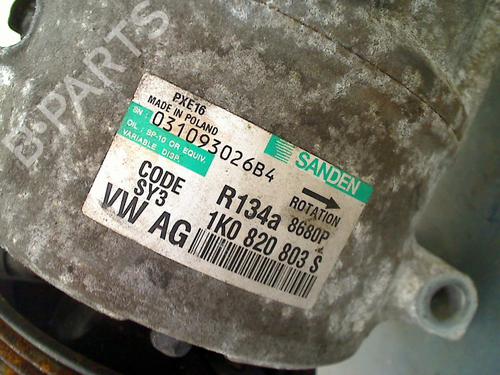 PXE16
MADE IN POLAND
SN : 031093026B4
OIL : SP-10 OR EQUIV.
VARIABLE DISP.
SANDEN
CODE
SY3
R134a 8680P
ROTATION
VW AG
1K0 820 803 S
B-PARTS